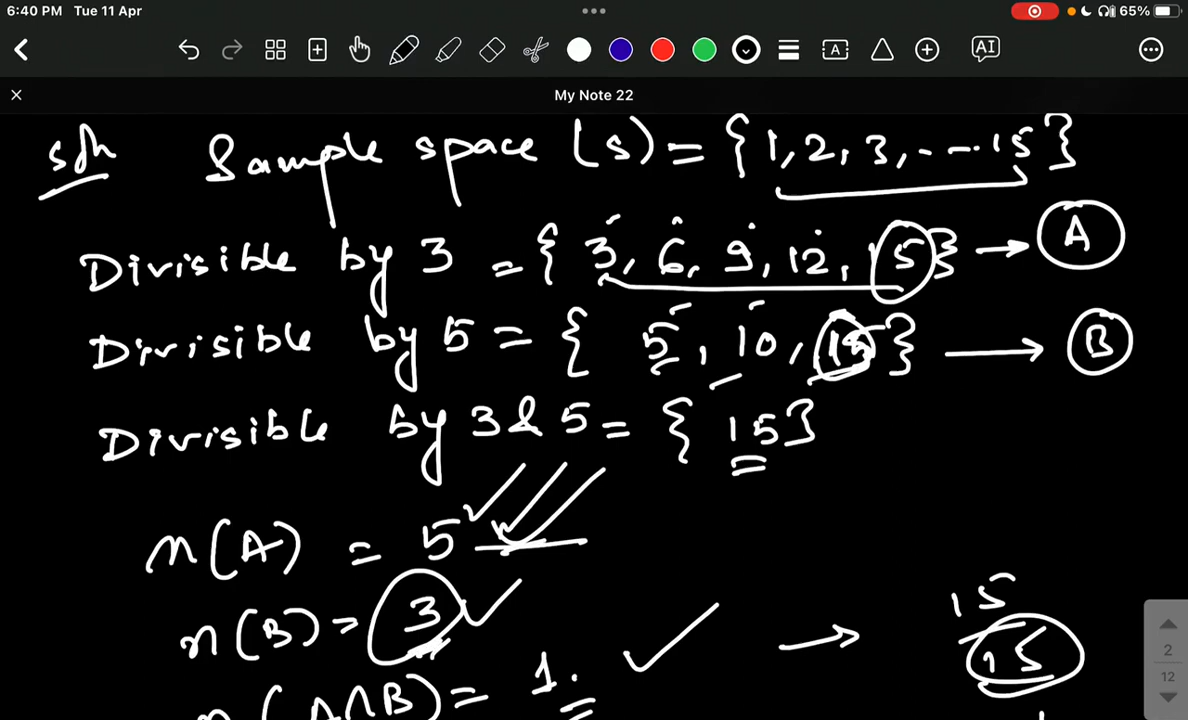 6:40 PM Tue 11 Apr
65%
A
AI
My Note 22
Soln Sample space (s) = {1, 2, 3, - - - 15}
Divisible by 3 = { 3, 6, 9, 12, 15} → A
Divisible by 5 = { 5, 10, 15} → B
Divisible by 3 & 5 = { 15}
n(A) = 5
n(B) = 3
n(A∩B) = 1.
→ 15
15
2
12